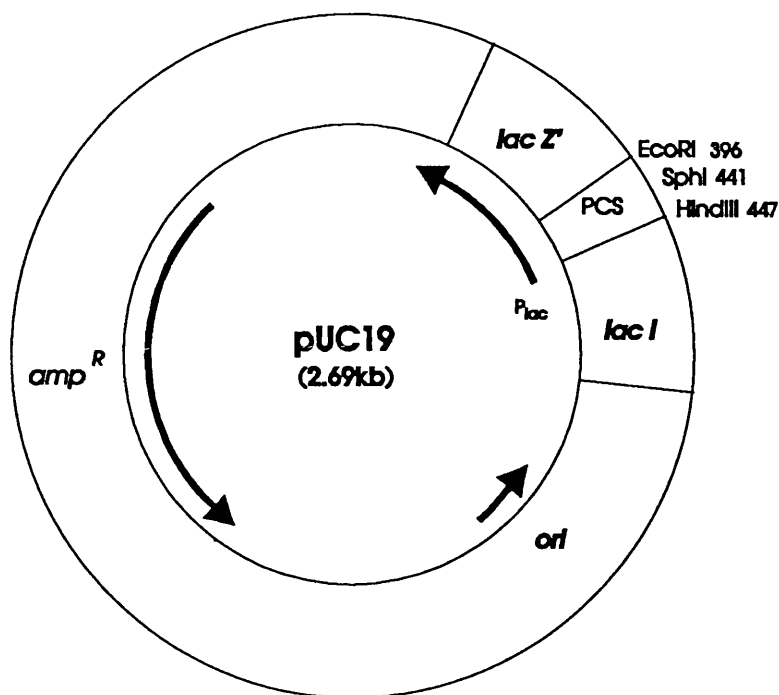 lac Z'
EcoRI 396
SphI 441
PCS
HindIII 447
Plac
lac I
pUC19
(2.69kb)
amp R
ori